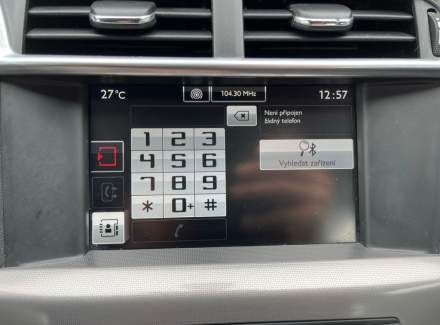 27°C 104.30 MHz 12:57
Není připojen
žádný telefon
1 2 3
4 5 6
7 8 9
* 0+ #
Vyhledat zařízení